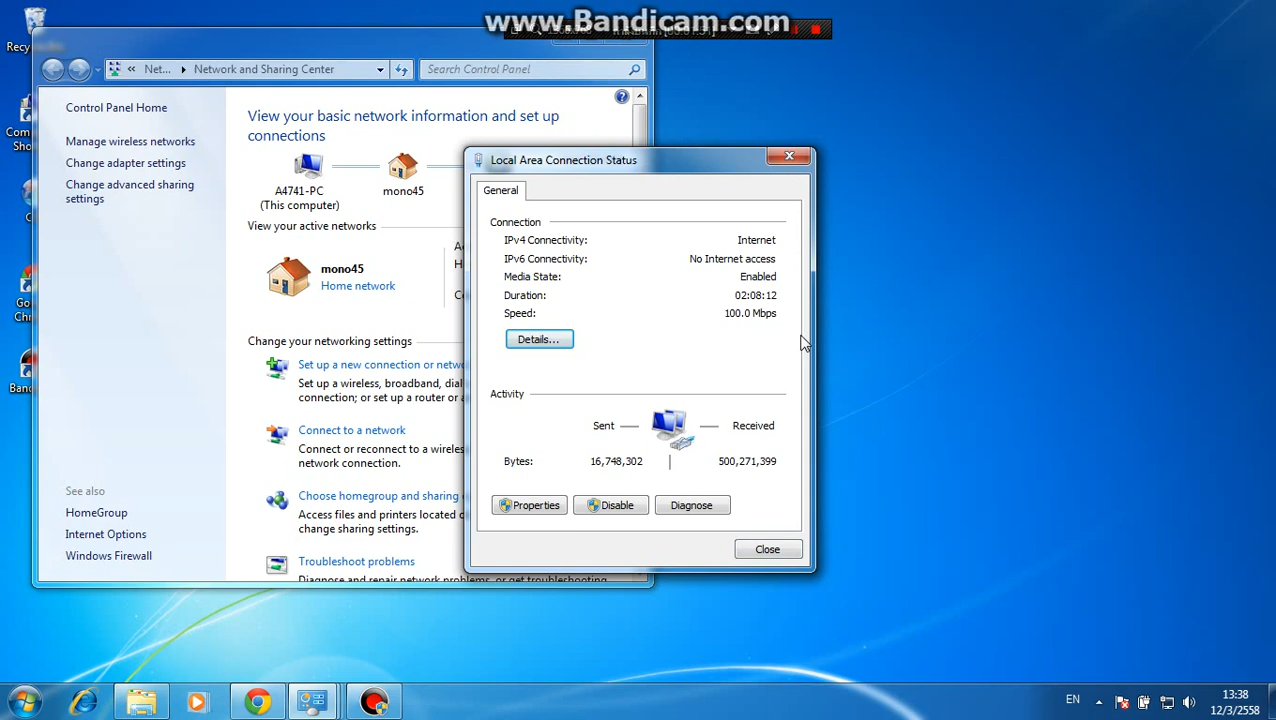 www.Bandicam.com
Recy
Net...
Network and Sharing Center
Search Control Panel
Control Panel Home
Manage wireless networks
Change adapter settings
Change advanced sharing
settings
View your basic network information and set up
connections
A4741-PC
(This computer)
mono45
View your active networks
mono45
Home network
Change your networking settings
Set up a new connection or netw
Set up a wireless, broadband, dial
connection; or set up a router or a
Connect to a network
Connect or reconnect to a wireles
network connection.
Choose homegroup and sharing
Access files and printers located o
change sharing settings.
Troubleshoot problems
Diagnose and repair network problems, or get troubleshooting
See also
HomeGroup
Internet Options
Windows Firewall
Local Area Connection Status
General
Connection
IPv4 Connectivity: Internet
IPv6 Connectivity: No Internet access
Media State: Enabled
Duration: 02:08:12
Speed: 100.0 Mbps
Details...
Activity
Sent
Received
Bytes: 16,748,302 500,271,399
Properties
Disable
Diagnose
Close
Com
Sho
Go
Chr
Ban
EN
13:38
12/3/2558